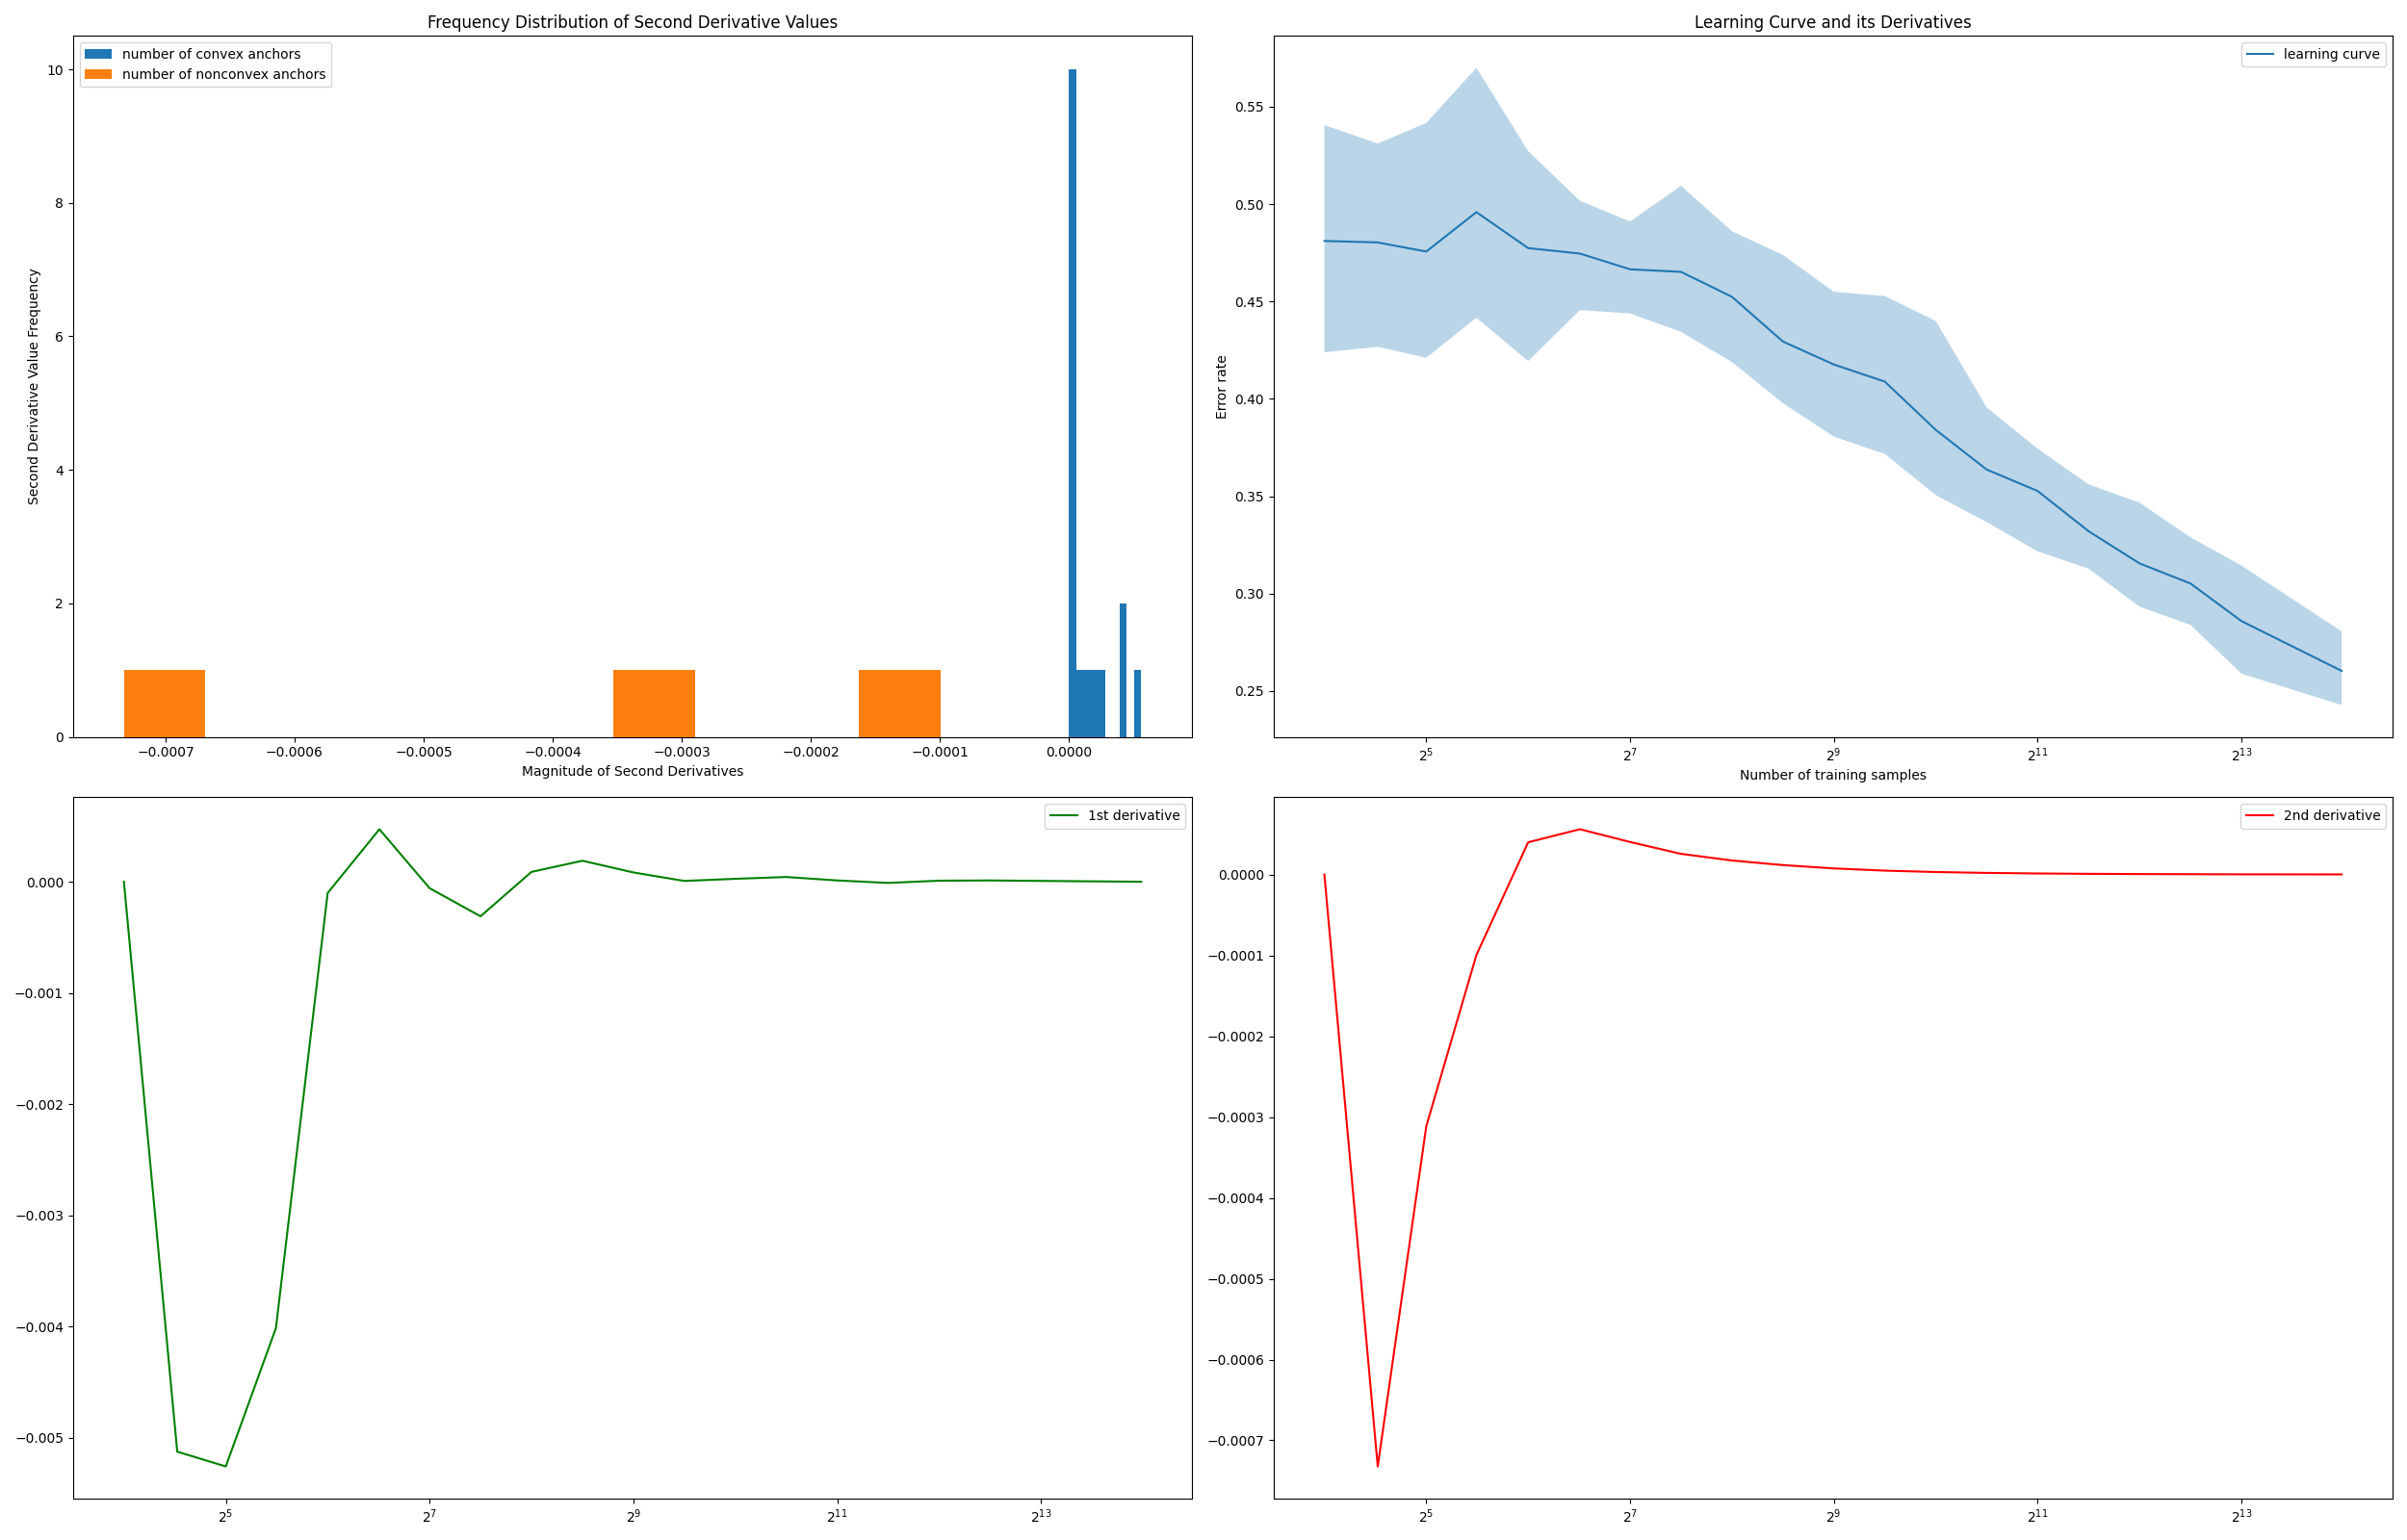 Frequency Distribution of Second Derivative Values
number of convex anchors
number of nonconvex anchors
10
8
6
4
2
0
Second Derivative Value Frequency
−0.0007 −0.0006 −0.0005 −0.0004 −0.0003 −0.0002 −0.0001 0.0000
Magnitude of Second Derivatives
Learning Curve and its Derivatives
learning curve
0.55
0.50
0.45
0.40
0.35
0.30
0.25
Error rate
2^5 2^7 2^9 2^11 2^13
Number of training samples
1st derivative
0.000
−0.001
−0.002
−0.003
−0.004
−0.005
2^5 2^7 2^9 2^11 2^13
2nd derivative
0.0000
−0.0001
−0.0002
−0.0003
−0.0004
−0.0005
−0.0006
−0.0007
2^5 2^7 2^9 2^11 2^13